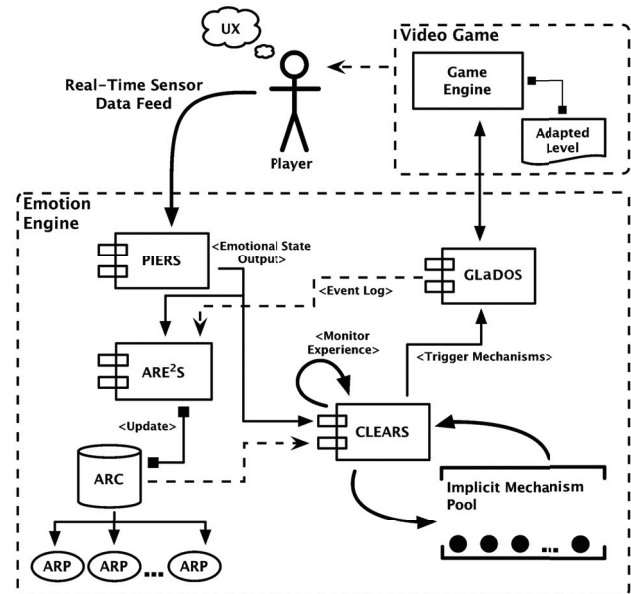 UX
Video Game
Real-Time Sensor
Data Feed
Game
Engine
Adapted
Level
Player
Emotion
Engine
PIERS
<Emotional State
Output>
GLaDOS
<Event Log>
ARE²S
<Monitor
Experience>
<Trigger Mechanisms>
<Update>
CLEARS
ARC
Implicit Mechanism
Pool
...
ARP
ARP
...
ARP